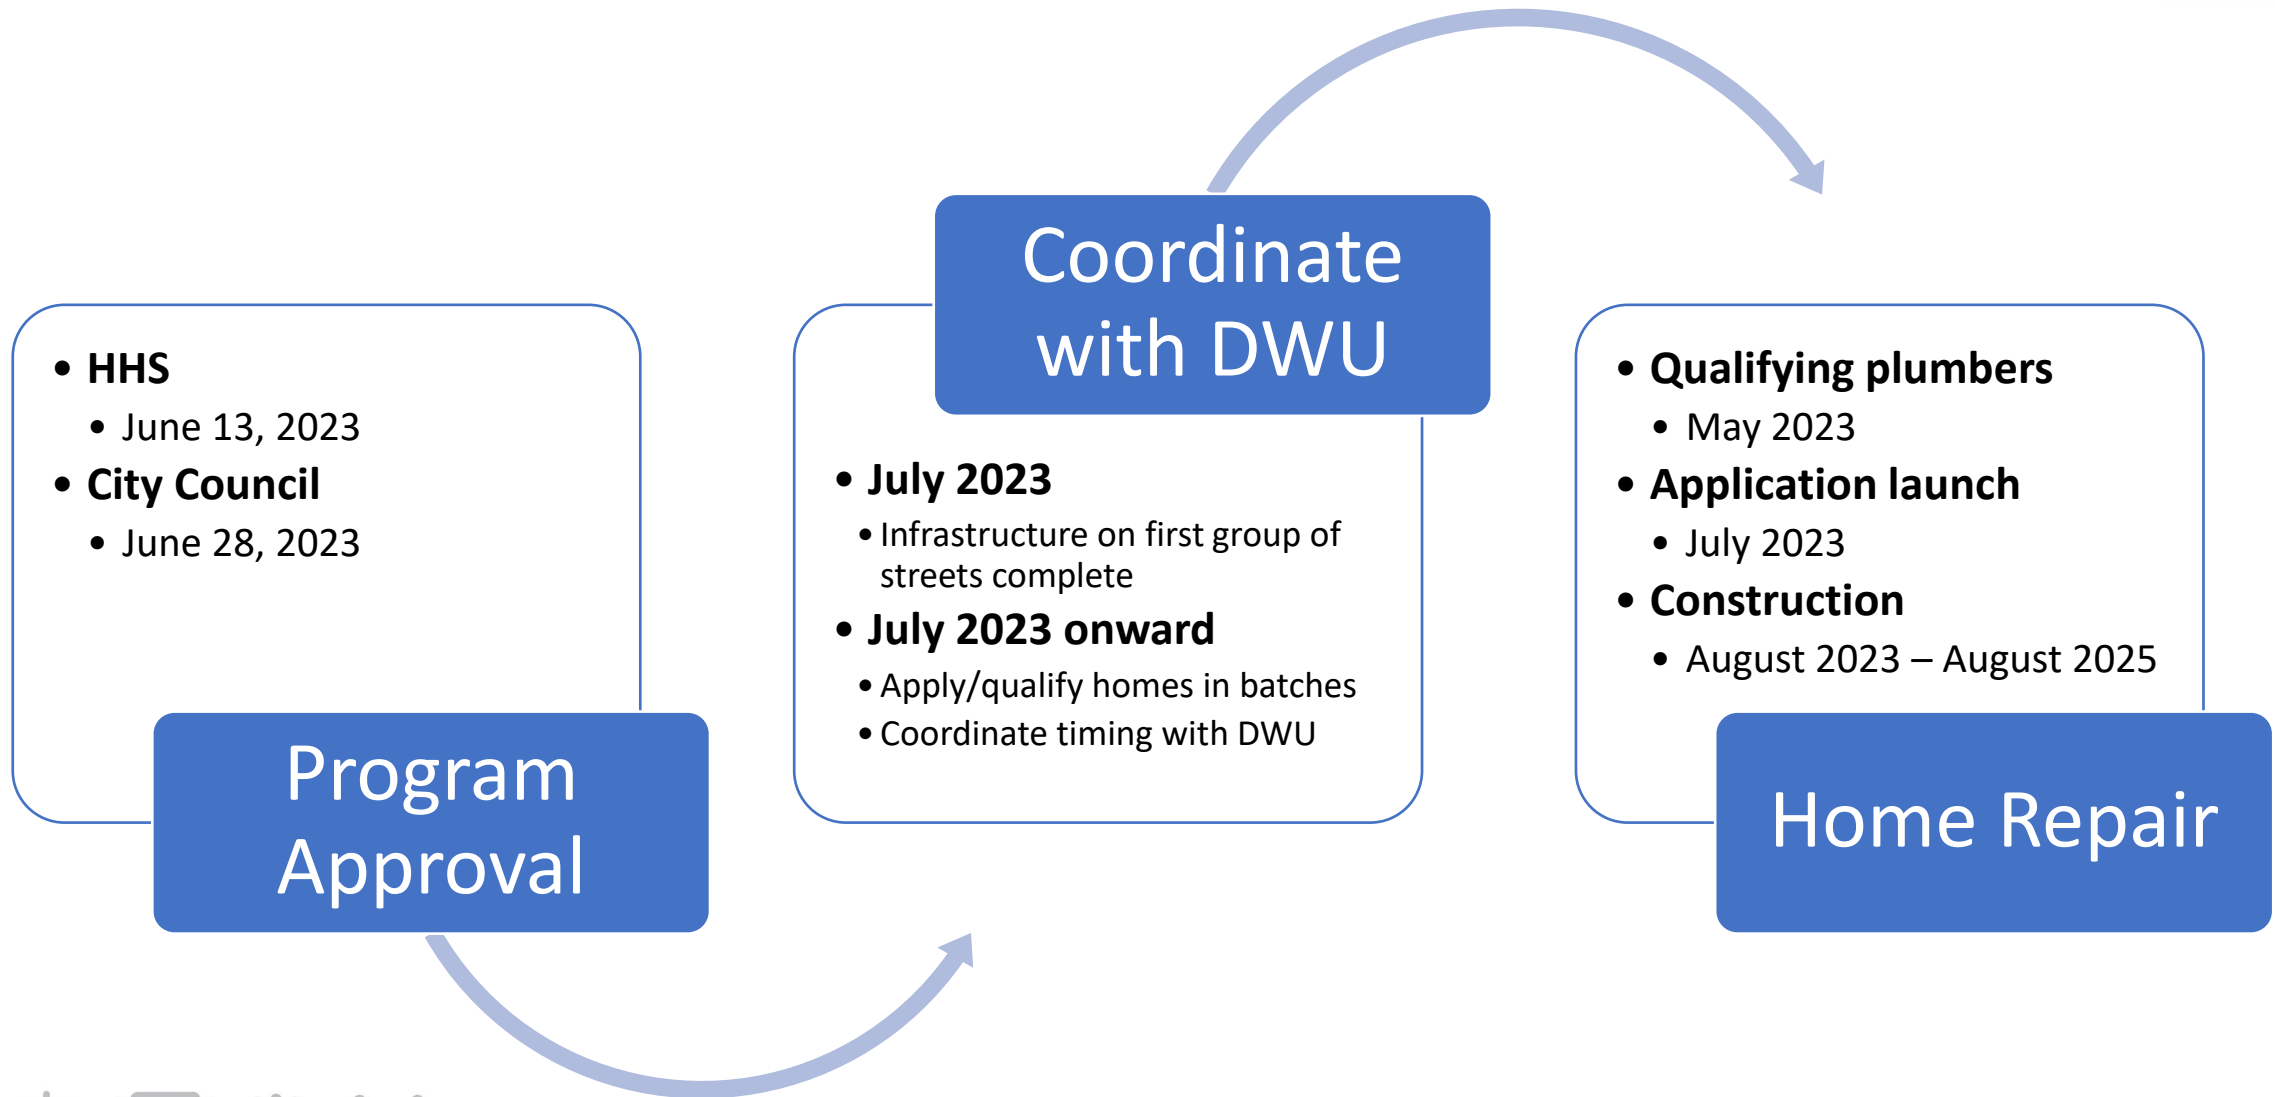 • HHS
• June 13, 2023
• City Council
• June 28, 2023
Program
Approval
Coordinate
with DWU
• July 2023
• Infrastructure on first group of
streets complete
• July 2023 onward
• Apply/qualify homes in batches
• Coordinate timing with DWU
• Qualifying plumbers
• May 2023
• Application launch
• July 2023
• Construction
• August 2023 – August 2025
Home Repair